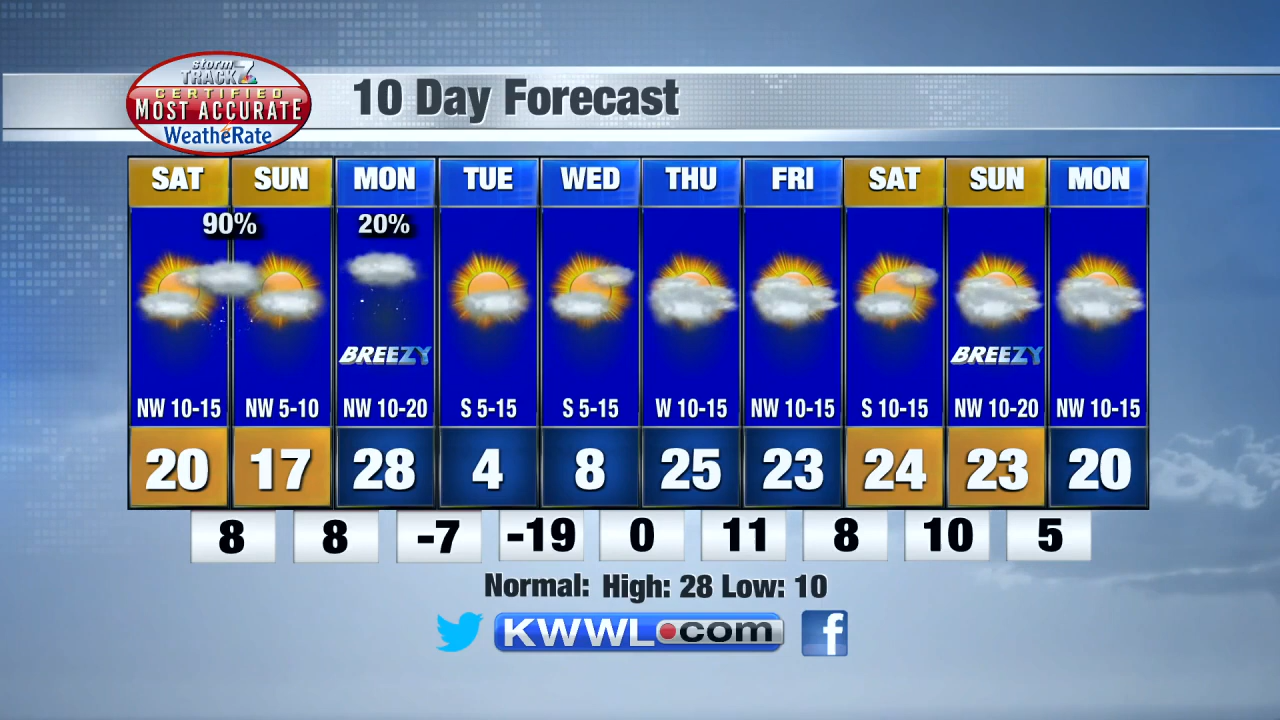 storm
TRACK 7
CERTIFIED
MOST ACCURATE
WeatheRate
10 Day Forecast
SAT SUN MON TUE WED THU FRI SAT SUN MON
90% 20%
BREEZY BREEZY
NW 10-15 NW 5-10 NW 10-20 S 5-15 S 5-15 W 10-15 NW 10-15 S 10-15 NW 10-20 NW 10-15
20 17 28 4 8 25 23 24 23 20
8 8 -7 -19 0 11 8 10 5
Normal: High: 28 Low: 10
KWWL.com f